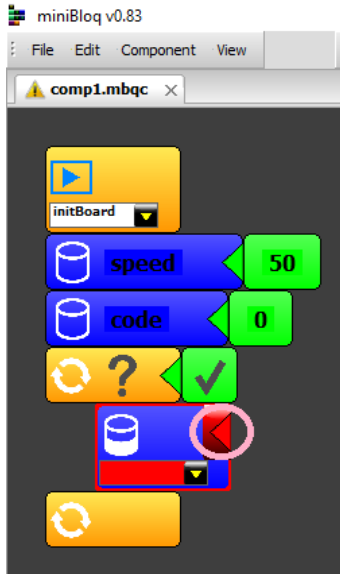 miniBloq v0.83
File Edit Component View
comp1.mbqc
initBoard
speed 50
code 0
?